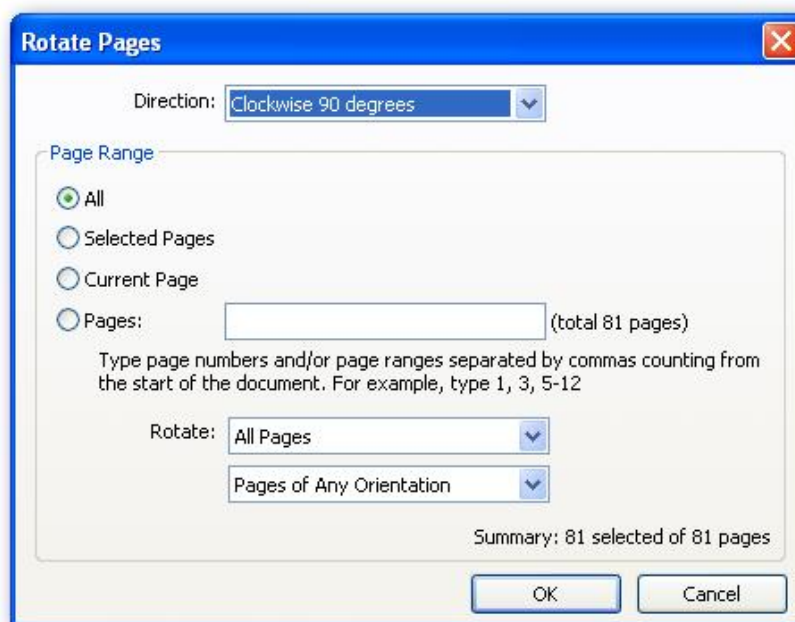 Rotate Pages
Direction: Clockwise 90 degrees
Page Range
All
Selected Pages
Current Page
Pages: (total 81 pages)
Type page numbers and/or page ranges separated by commas counting from
the start of the document. For example, type 1, 3, 5-12
Rotate: All Pages
Pages of Any Orientation
Summary: 81 selected of 81 pages
OK Cancel